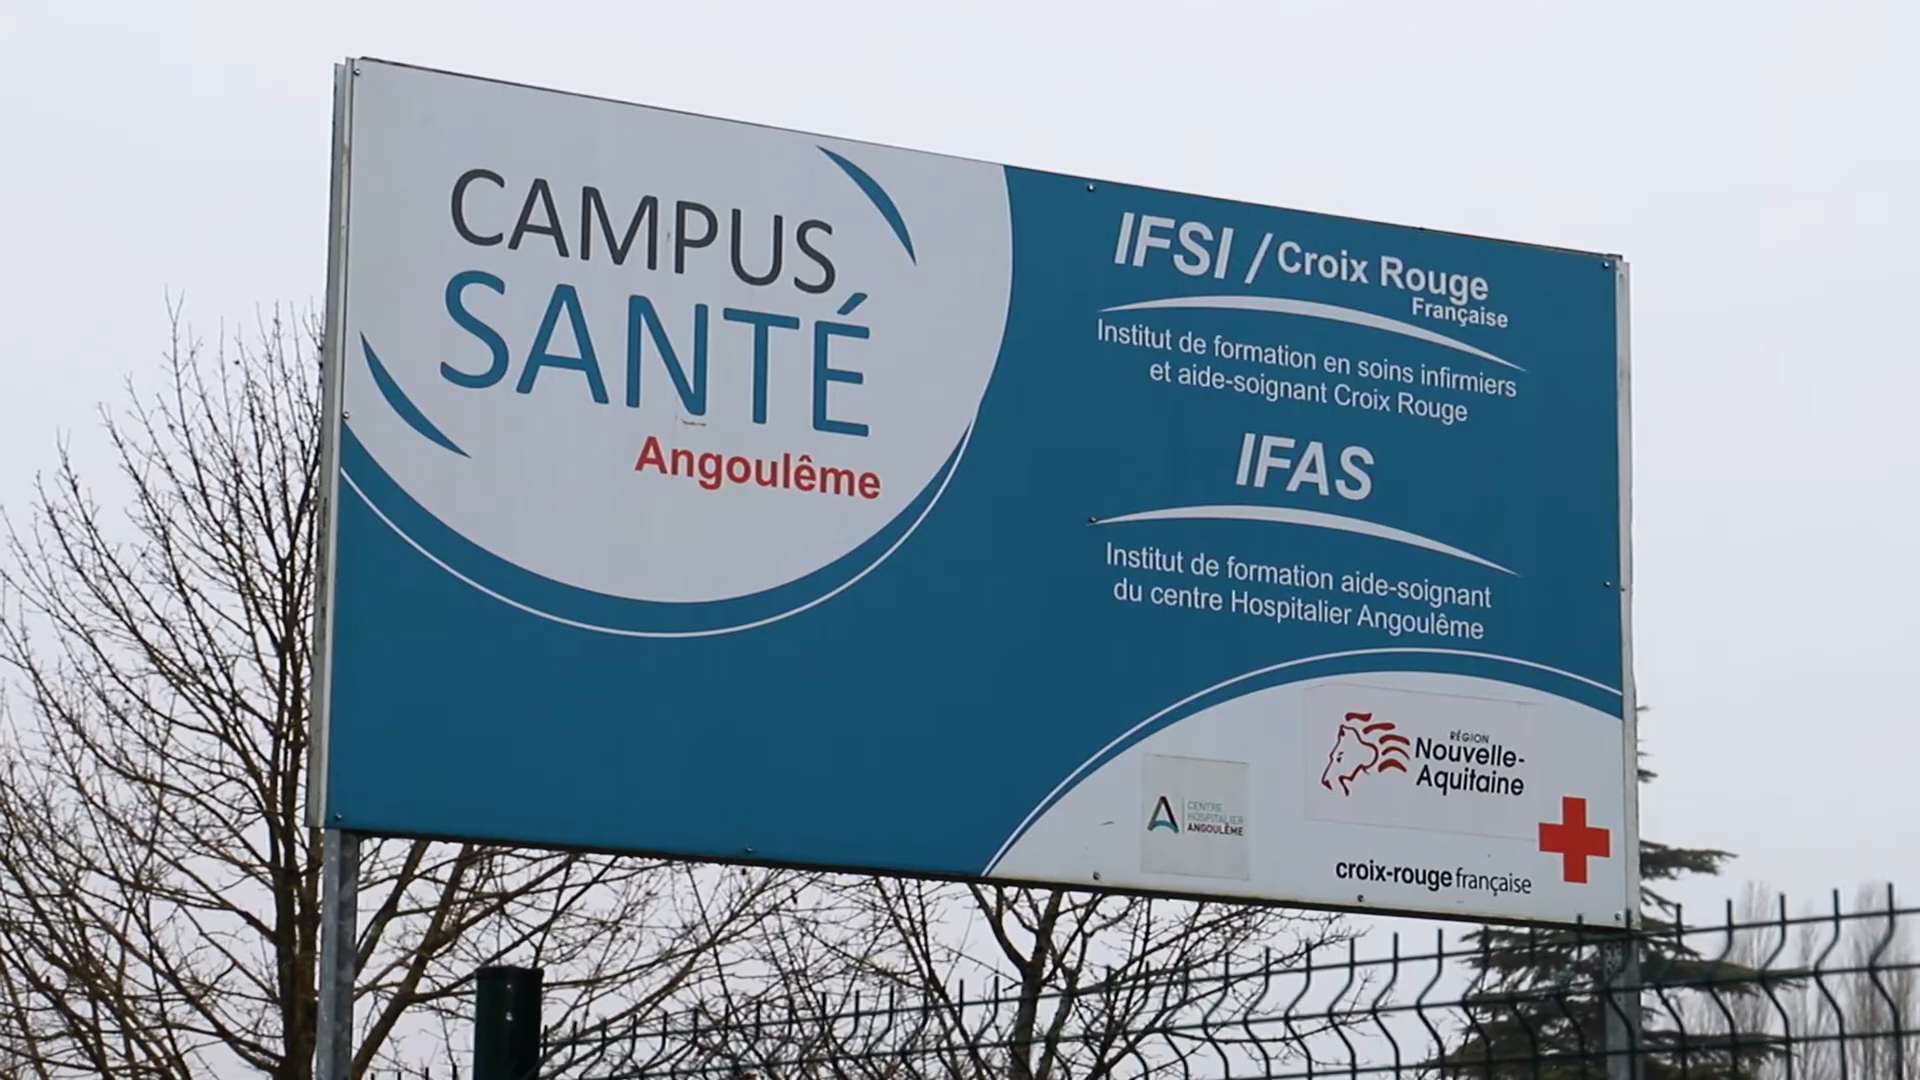 CAMPUS
SANTÉ
Angoulême
IFSI / Croix Rouge
Française
Institut de formation en soins infirmiers
et aide-soignant Croix Rouge
IFAS
Institut de formation aide-soignant
du centre Hospitalier Angoulême
RÉGION
Nouvelle-
Aquitaine
CENTRE
HOSPITALIER
ANGOULÊME
croix-rouge française